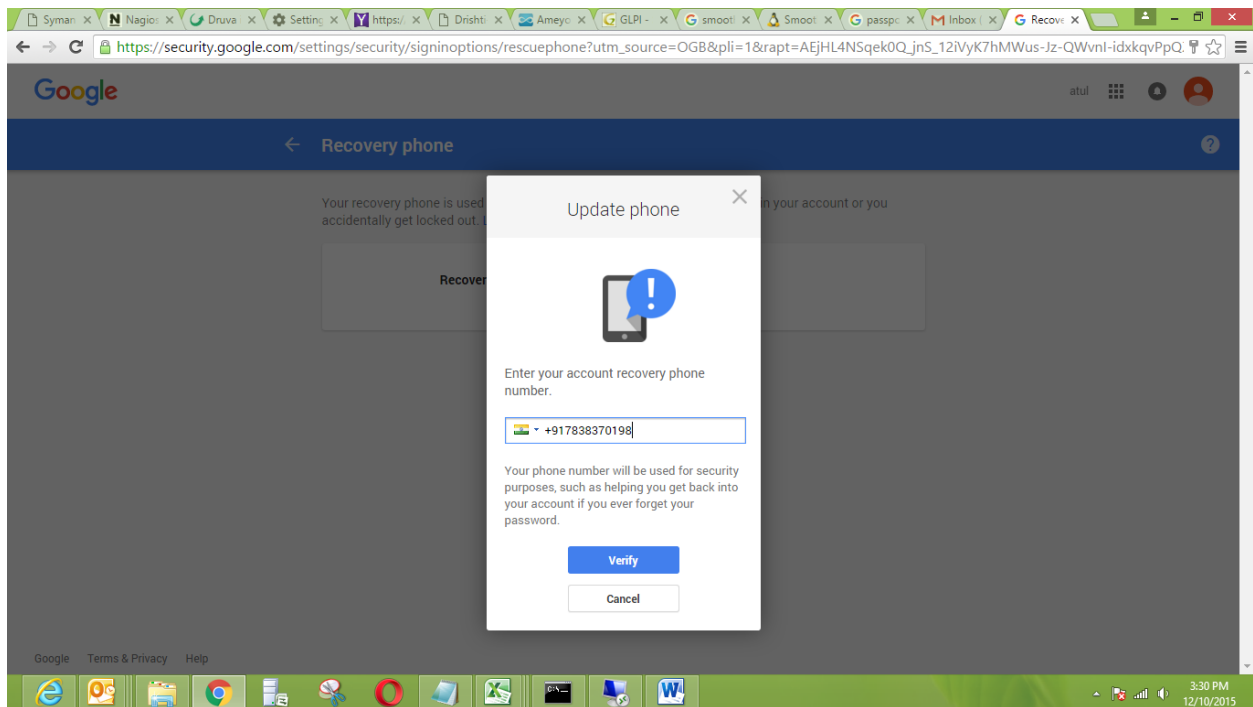 Syman
Nagios
Druva
Setting
https:/
Drishti
Ameyo
GLPI -
smooth
Smoot
passpo
Inbox (
Recove
https://security.google.com/settings/security/signinoptions/rescuephone?utm_source=OGB&pli=1&rapt=AEjHL4NSqek0Q_jnS_12iVyK7hMWus-Jz-QWvnI-idxkqvPpQ
Google
atul
Recovery phone
Your recovery phone is used
in your account or you
accidentally get locked out.
Recover
Update phone
Enter your account recovery phone
number.
+917838370198
Your phone number will be used for security
purposes, such as helping you get back into
your account if you ever forget your
password.
Verify
Cancel
Google Terms & Privacy Help
3:30 PM
12/10/2015